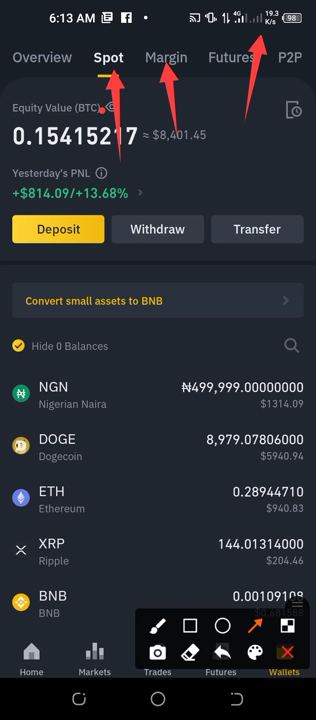 6:13 AM
4G
19.3 K/s
98
Overview Spot Margin Futures P2P
Equity Value (BTC)
0.15415217 ≈ $8,401.45
Yesterday's PNL
+$814.09/+13.68%
Deposit Withdraw Transfer
Convert small assets to BNB
Hide 0 Balances
NGN ₦499,999.00000000
Nigerian Naira $1314.09
DOGE 8,979.07806000
Dogecoin $5940.94
ETH 0.28944710
Ethereum $940.83
XRP 144.01314000
Ripple $204.46
BNB 0.00109108
BNB
Home Markets Trades Futures Wallets